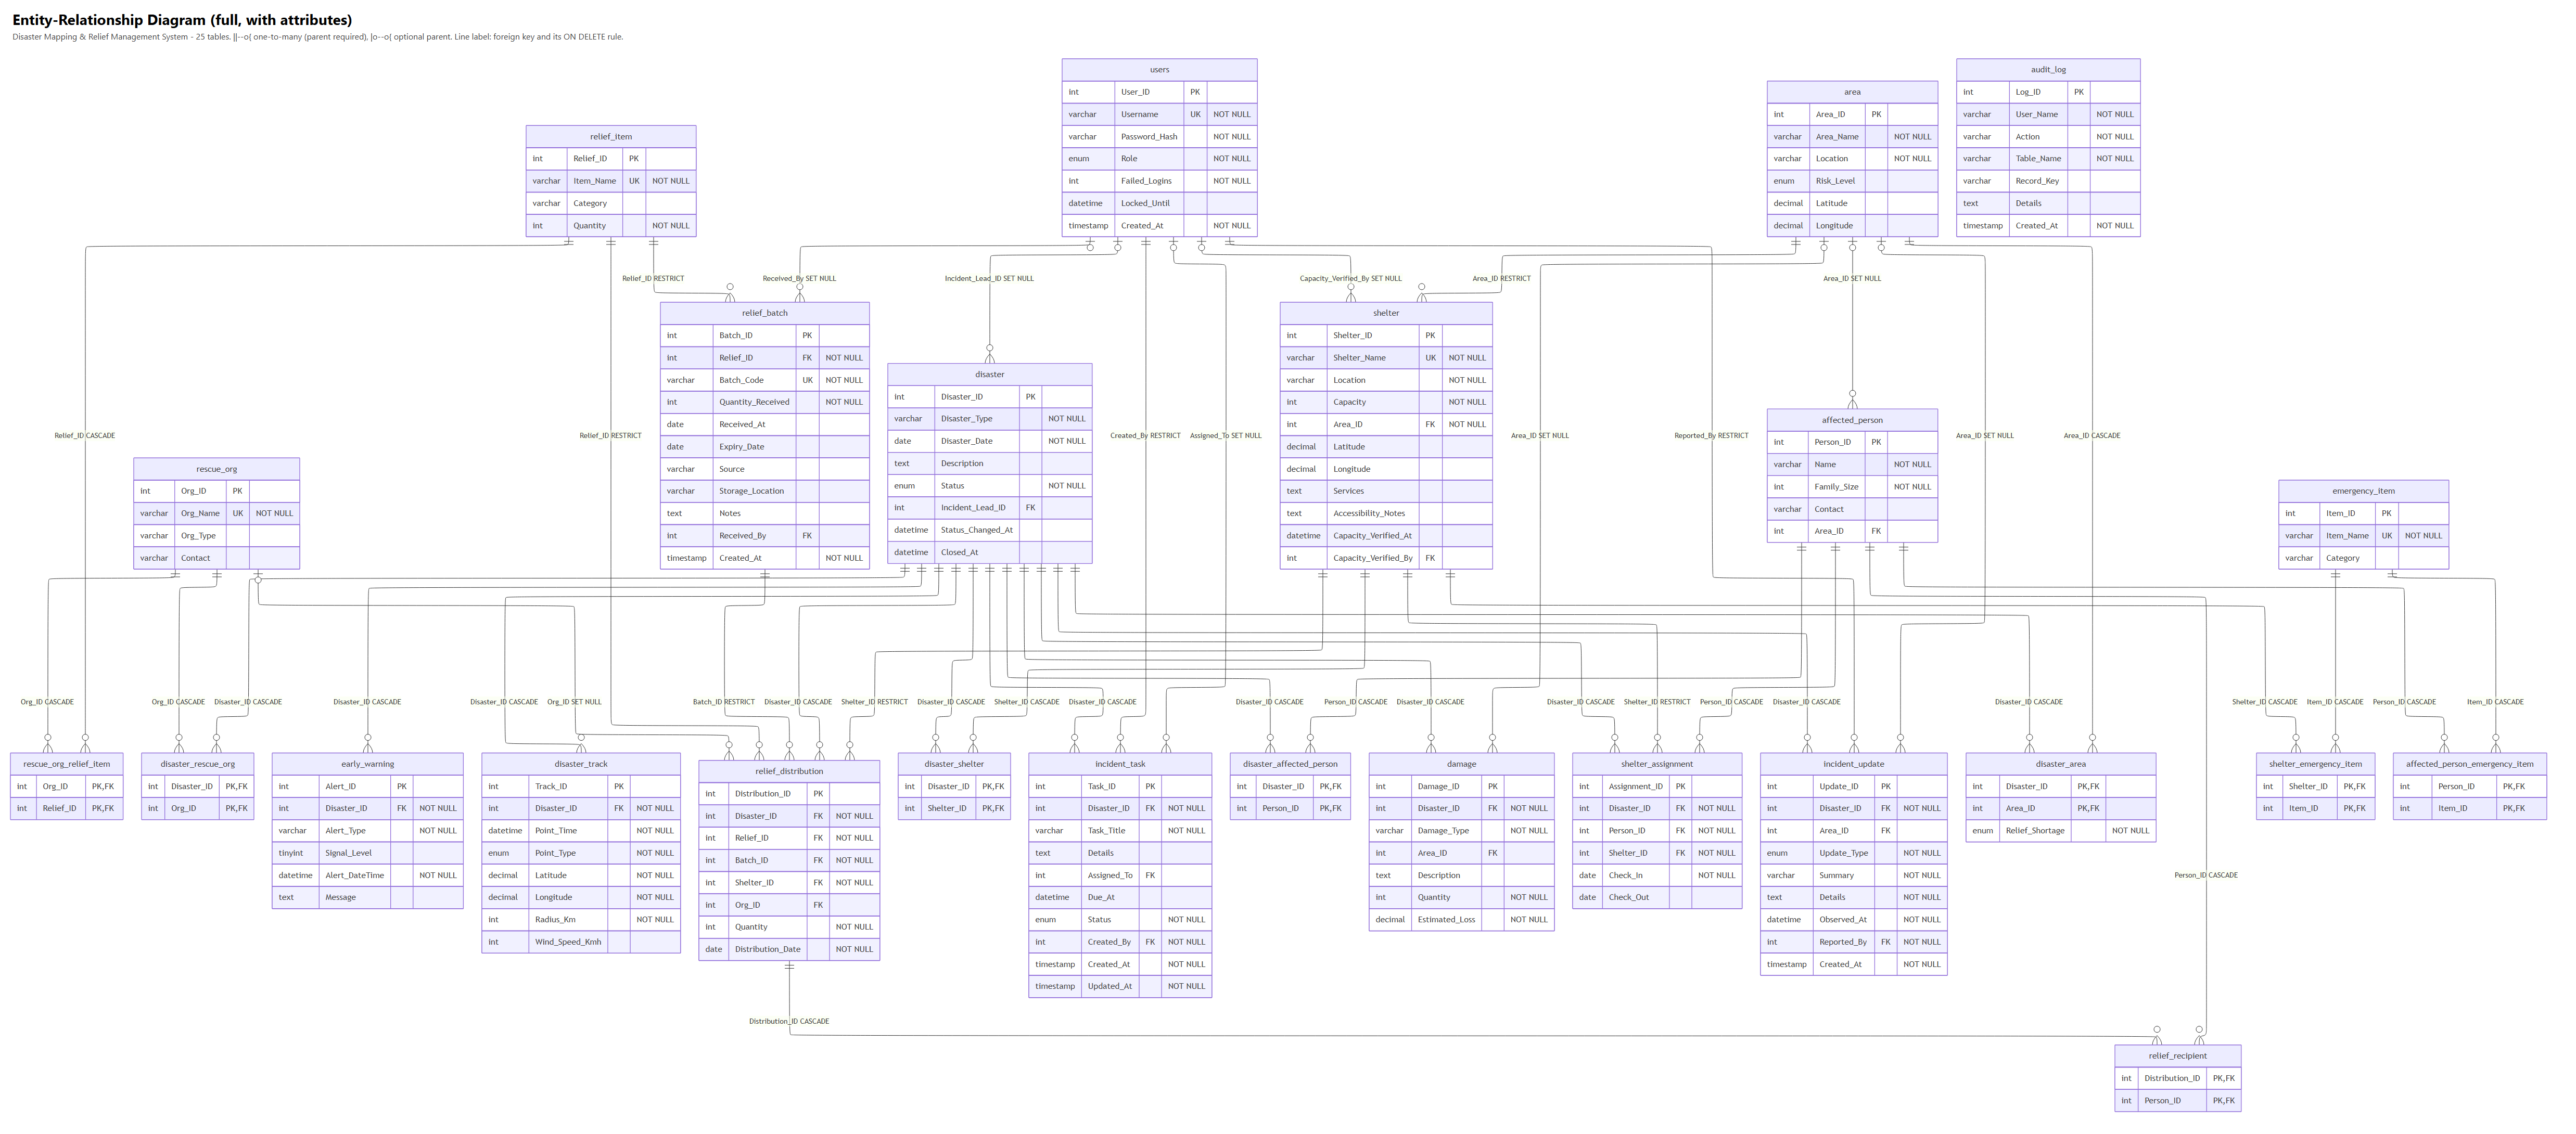 Entity-Relationship Diagram (full, with attributes)
Disaster Mapping & Relief Management System - 25 tables. ||--o{ one-to-many (parent required), |o--o{ optional parent. Line label: foreign key and its ON DELETE rule.
users
int User_ID PK
varchar Username UK NOT NULL
varchar Password_Hash NOT NULL
enum Role NOT NULL
int Failed_Logins NOT NULL
datetime Locked_Until
timestamp Created_At NOT NULL
area
int Area_ID PK
varchar Area_Name NOT NULL
varchar Location NOT NULL
enum Risk_Level
decimal Latitude
decimal Longitude
audit_log
int Log_ID PK
varchar User_Name NOT NULL
varchar Action NOT NULL
varchar Table_Name NOT NULL
varchar Record_Key
text Details
timestamp Created_At NOT NULL
relief_item
int Relief_ID PK
varchar Item_Name UK NOT NULL
varchar Category
int Quantity NOT NULL
Relief_ID RESTRICT
Received_By SET NULL
Incident_Lead_ID SET NULL
Capacity_Verified_By SET NULL
Area_ID RESTRICT
Area_ID SET NULL
relief_batch
int Batch_ID PK
int Relief_ID FK NOT NULL
varchar Batch_Code UK NOT NULL
int Quantity_Received NOT NULL
date Received_At
date Expiry_Date
varchar Source
varchar Storage_Location
text Notes
int Received_By FK
timestamp Created_At NOT NULL
disaster
int Disaster_ID PK
varchar Disaster_Type NOT NULL
date Disaster_Date NOT NULL
text Description
enum Status NOT NULL
int Incident_Lead_ID FK
datetime Status_Changed_At
datetime Closed_At
shelter
int Shelter_ID PK
varchar Shelter_Name UK NOT NULL
varchar Location NOT NULL
int Capacity NOT NULL
int Area_ID FK NOT NULL
decimal Latitude
decimal Longitude
text Services
text Accessibility_Notes
datetime Capacity_Verified_At
int Capacity_Verified_By FK
affected_person
int Person_ID PK
varchar Name NOT NULL
int Family_Size NOT NULL
varchar Contact
int Area_ID FK
Relief_ID CASCADE
Relief_ID RESTRICT
Created_By RESTRICT
Assigned_To SET NULL
Area_ID SET NULL
Reported_By RESTRICT
Area_ID SET NULL
Area_ID CASCADE
rescue_org
int Org_ID PK
varchar Org_Name UK NOT NULL
varchar Org_Type
varchar Contact
emergency_item
int Item_ID PK
varchar Item_Name UK NOT NULL
varchar Category
Org_ID CASCADE
Org_ID CASCADE
Disaster_ID CASCADE
Disaster_ID CASCADE
Disaster_ID CASCADE
Org_ID SET NULL
Batch_ID RESTRICT
Disaster_ID CASCADE
Shelter_ID RESTRICT
Disaster_ID CASCADE
Shelter_ID CASCADE
Disaster_ID CASCADE
Disaster_ID CASCADE
Person_ID CASCADE
Disaster_ID CASCADE
Disaster_ID CASCADE
Shelter_ID RESTRICT
Person_ID CASCADE
Disaster_ID CASCADE
Disaster_ID CASCADE
Shelter_ID CASCADE
Item_ID CASCADE
Person_ID CASCADE
Item_ID CASCADE
rescue_org_relief_item
int Org_ID PK,FK
int Relief_ID PK,FK
disaster_rescue_org
int Disaster_ID PK,FK
int Org_ID PK,FK
early_warning
int Alert_ID PK
int Disaster_ID FK NOT NULL
varchar Alert_Type NOT NULL
tinyint Signal_Level
datetime Alert_DateTime NOT NULL
text Message
disaster_track
int Track_ID PK
int Disaster_ID FK NOT NULL
datetime Point_Time NOT NULL
enum Point_Type NOT NULL
decimal Latitude NOT NULL
decimal Longitude NOT NULL
int Radius_Km NOT NULL
int Wind_Speed_Kmh
relief_distribution
int Distribution_ID PK
int Disaster_ID FK NOT NULL
int Relief_ID FK NOT NULL
int Batch_ID FK NOT NULL
int Shelter_ID FK NOT NULL
int Org_ID FK
int Quantity NOT NULL
date Distribution_Date NOT NULL
disaster_shelter
int Disaster_ID PK,FK
int Shelter_ID PK,FK
incident_task
int Task_ID PK
int Disaster_ID FK NOT NULL
varchar Task_Title NOT NULL
text Details
int Assigned_To FK
datetime Due_At
enum Status NOT NULL
int Created_By FK NOT NULL
timestamp Created_At NOT NULL
timestamp Updated_At NOT NULL
disaster_affected_person
int Disaster_ID PK,FK
int Person_ID PK,FK
damage
int Damage_ID PK
int Disaster_ID FK NOT NULL
varchar Damage_Type NOT NULL
int Area_ID FK
text Description
int Quantity NOT NULL
decimal Estimated_Loss NOT NULL
shelter_assignment
int Assignment_ID PK
int Disaster_ID FK NOT NULL
int Person_ID FK NOT NULL
int Shelter_ID FK NOT NULL
date Check_In NOT NULL
date Check_Out
incident_update
int Update_ID PK
int Disaster_ID FK NOT NULL
int Area_ID FK
enum Update_Type NOT NULL
varchar Summary NOT NULL
text Details NOT NULL
datetime Observed_At NOT NULL
int Reported_By FK NOT NULL
timestamp Created_At NOT NULL
disaster_area
int Disaster_ID PK,FK
int Area_ID PK,FK
enum Relief_Shortage NOT NULL
shelter_emergency_item
int Shelter_ID PK,FK
int Item_ID PK,FK
affected_person_emergency_item
int Person_ID PK,FK
int Item_ID PK,FK
Person_ID CASCADE
Distribution_ID CASCADE
relief_recipient
int Distribution_ID PK,FK
int Person_ID PK,FK